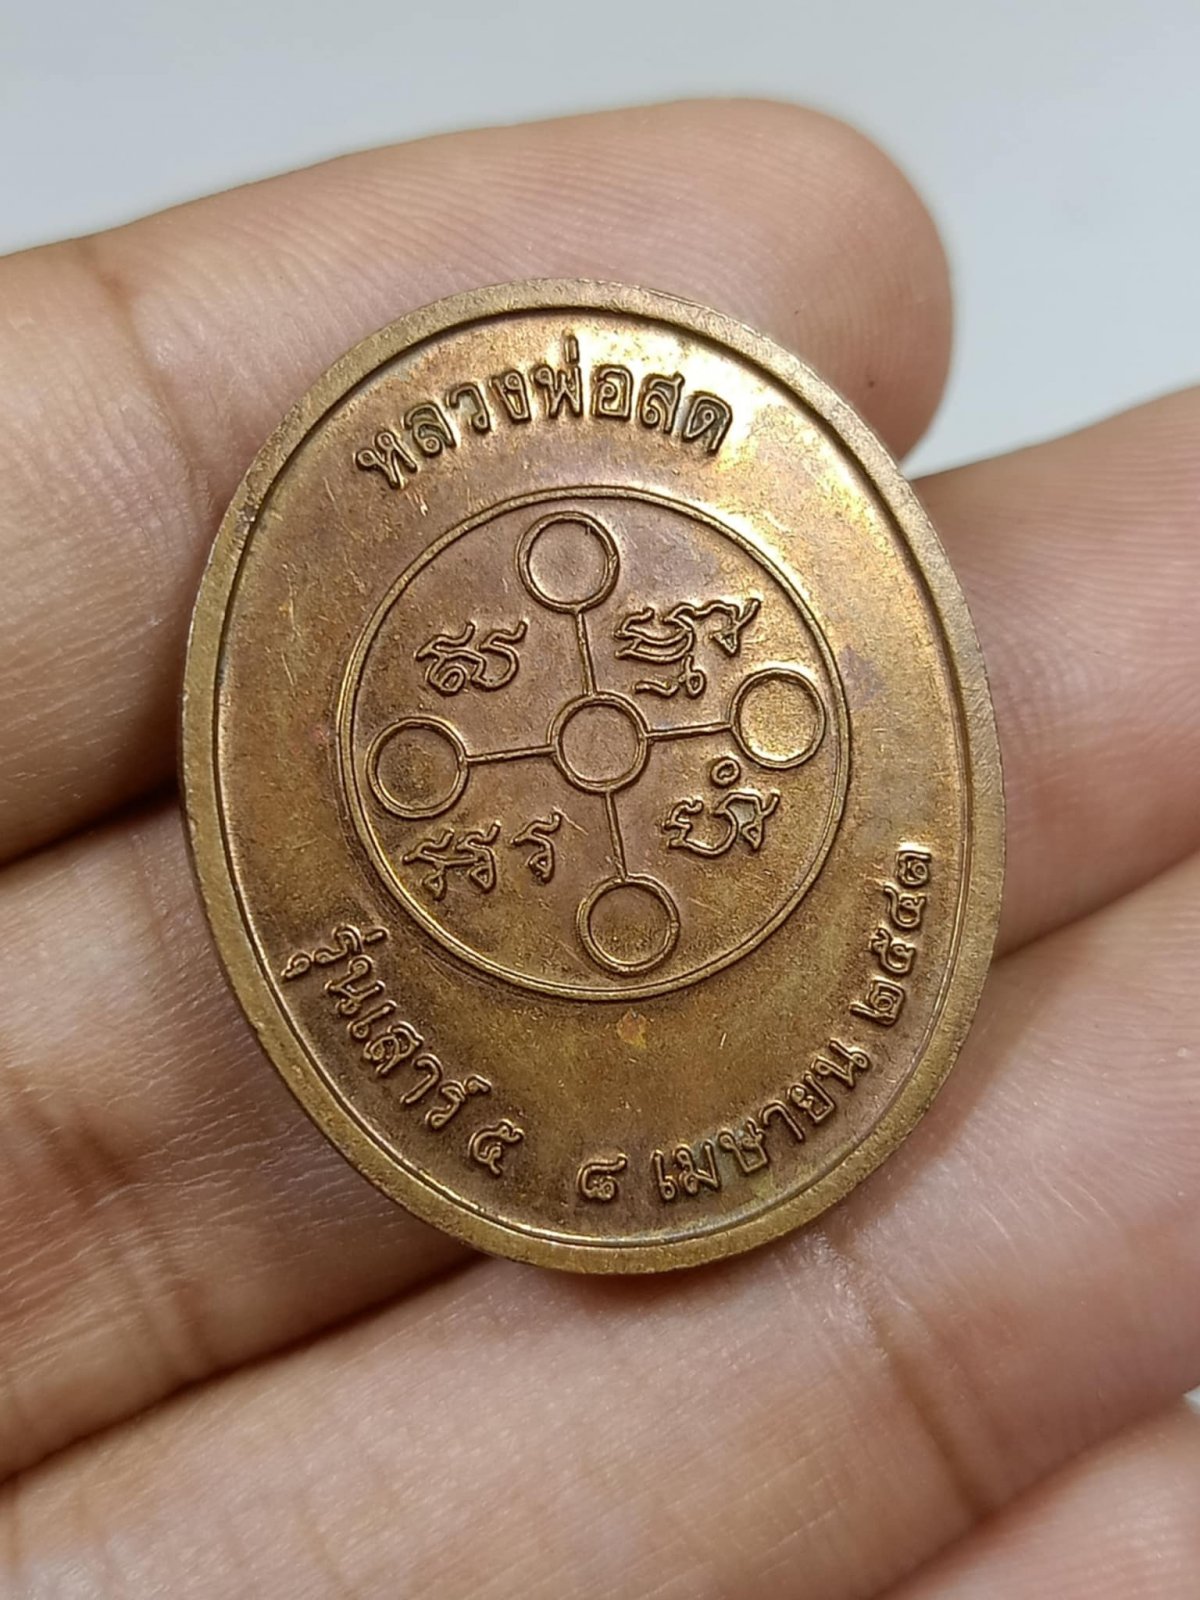 หลวงพ่อสด
รุ่นเสาร์ ๕ ๘ เมษายน ๒๕๔๓